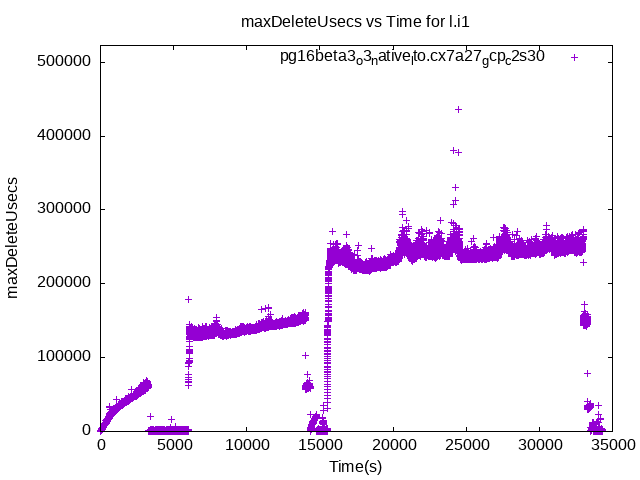 maxDeleteUsecs vs Time for l.i1
pg16beta3o3native_lto.cx7a27gcpc2s30
500000
400000
300000
200000
100000
0
maxDeleteUsecs
0 5000 10000 15000 20000 25000 30000 35000
Time(s)